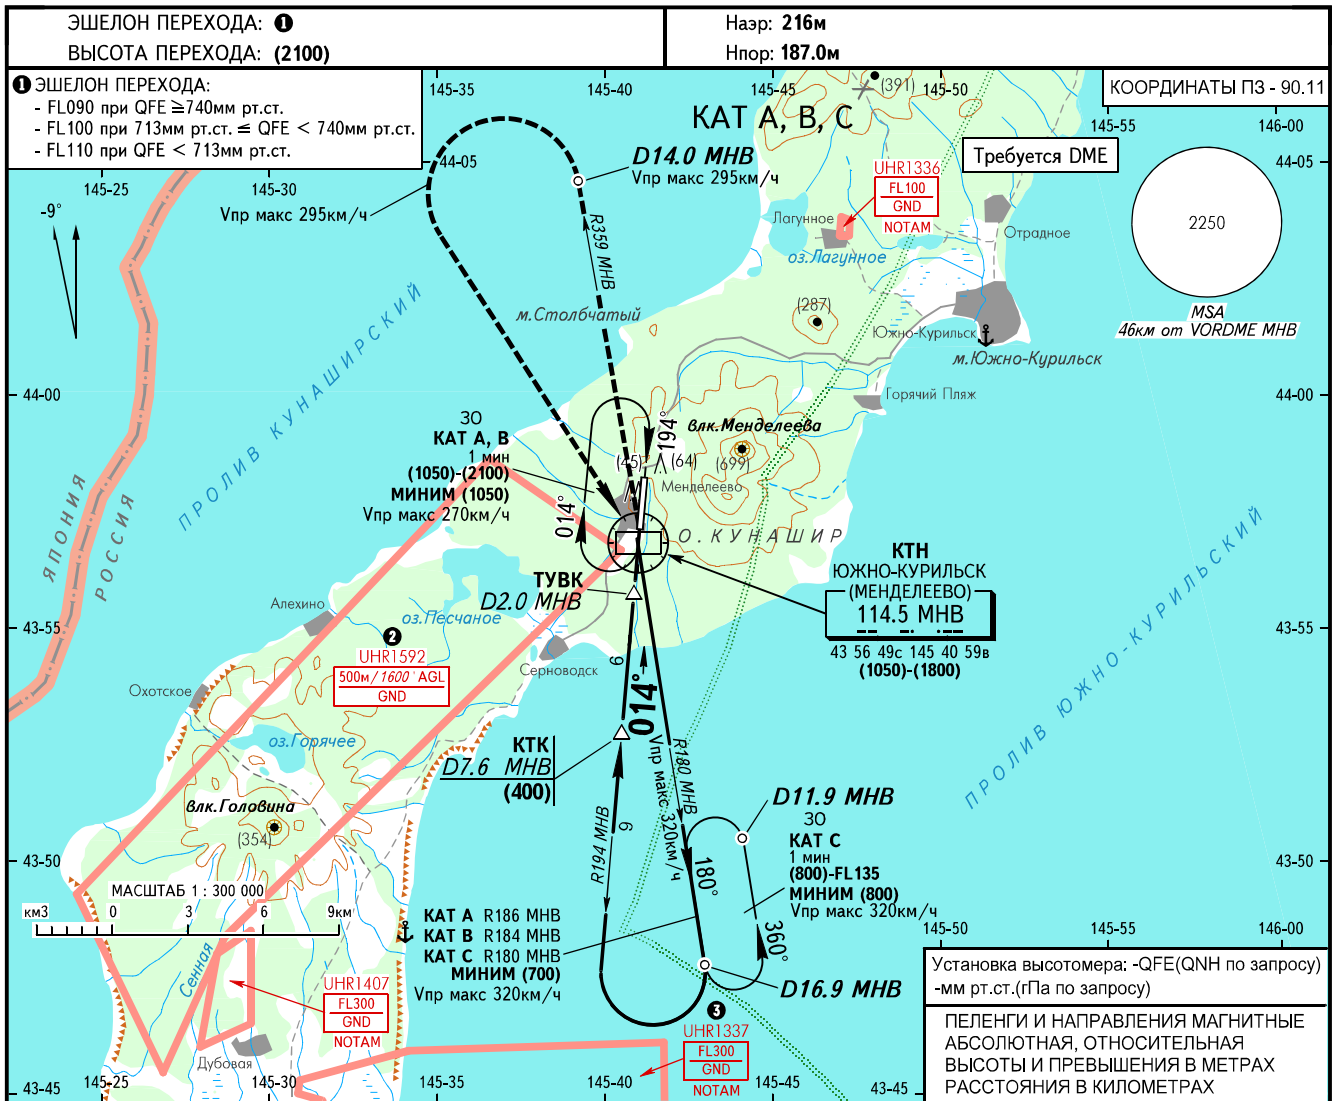 ЭШЕЛОН ПЕРЕХОДА: ❶
ВЫСОТА ПЕРЕХОДА: (2100)
Наэр: 216м
Нпор: 187.0м
❶ ЭШЕЛОН ПЕРЕХОДА:
- FL090 при QFE ≧740мм рт.ст.
- FL100 при 713мм рт.ст. ≦ QFE < 740мм рт.ст.
- FL110 при QFE < 713мм рт.ст.
145-35
145-40
145-45
145-50
(391)
КООРДИНАТЫ ПЗ - 90.11
КАТ А, В, С
145-55
146-00
44-05
44-05
145-25
145-30
D14.0 МНВ
Vпр макс 295км/ч
Требуется DME
UHR1336
FL100
GND
NOTAM
-9°
Vпр макс 295км/ч
R359 МНВ
Лагунное
оз.Лагунное
Отрадное
2250
MSA
46км от VORDME МНВ
м.Столбчатый
(287)
Южно-Курильск
м.Южно-Курильск
ПРОЛИВ КУНАШИРСКИЙ
44-00
44-00
Горячий Пляж
ЗО
КАТ А, В
1 мин
(1050)-(2100)
МИНИМ (1050)
Vпр макс 270км/ч
194°
014°
влк.Менделеева
(45)
(64)
(699)
Менделеево
О. КУНАШИР
ЯПОНИЯ
РОССИЯ
КТН
ЮЖНО-КУРИЛЬСК
(МЕНДЕЛЕЕВО)
114.5 МНВ
43 56 49с 145 40 59в
(1050)-(1800)
ТУВК
D2.0 МНВ
Алехино
оз.Песчаное
43-55
43-55
❷
UHR1592
500м/1600' AGL
GND
Серноводск
6
014°
Охотское
оз.Горячее
КТК
D7.6 МНВ
(400)
Vпр макс 320км/ч
R180 МНВ
ПРОЛИВ ЮЖНО-КУРИЛЬСКИЙ
влк.Головина
(354)
R194 МНВ
9
D11.9 МНВ
ЗО
КАТ С
1 мин
(800)-FL135
МИНИМ (800)
Vпр макс 320км/ч
43-50
43-50
180°
360°
МАСШТАБ 1 : 300 000
км3 0 3 6 9км
КАТ А R186 МНВ
КАТ В R184 МНВ
КАТ С R180 МНВ
МИНИМ (700)
Vпр макс 320км/ч
145-50
145-55
146-00
Сенная
UHR1407
FL300
GND
NOTAM
D16.9 МНВ
❸
UHR1337
FL300
GND
NOTAM
Дубовая
Установка высотомера: -QFE(QNH по запросу)
-мм рт.ст.(гПа по запросу)
ПЕЛЕНГИ И НАПРАВЛЕНИЯ МАГНИТНЫЕ
АБСОЛЮТНАЯ, ОТНОСИТЕЛЬНАЯ
ВЫСОТЫ И ПРЕВЫШЕНИЯ В МЕТРАХ
РАССТОЯНИЯ В КИЛОМЕТРАХ
43-45
145-25
145-30
145-35
145-40
145-45
43-45